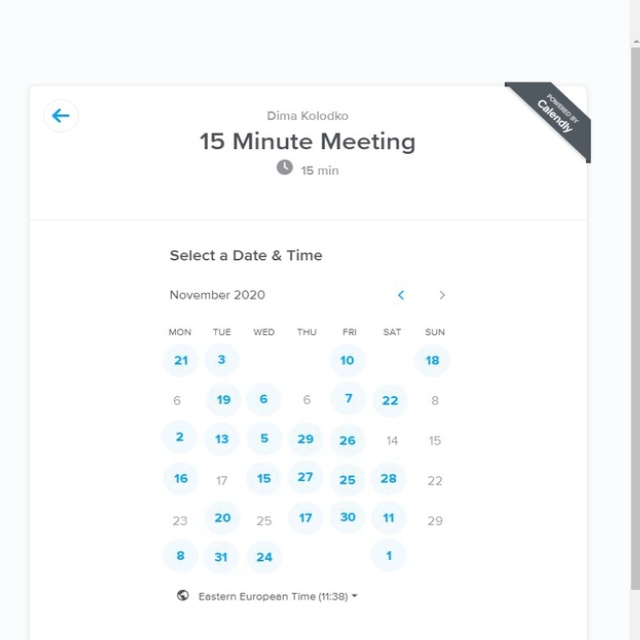 POWERED BY
Calendly
Dima Kolodko
15 Minute Meeting
15 min
Select a Date & Time
November 2020
MON TUE WED THU FRI SAT SUN
21 3 10 18
6 19 6 6 7 22 8
2 13 5 29 26 14 15
16 17 15 27 25 28 22
23 20 25 17 30 11 29
8 31 24 1
Eastern European Time (11:38)